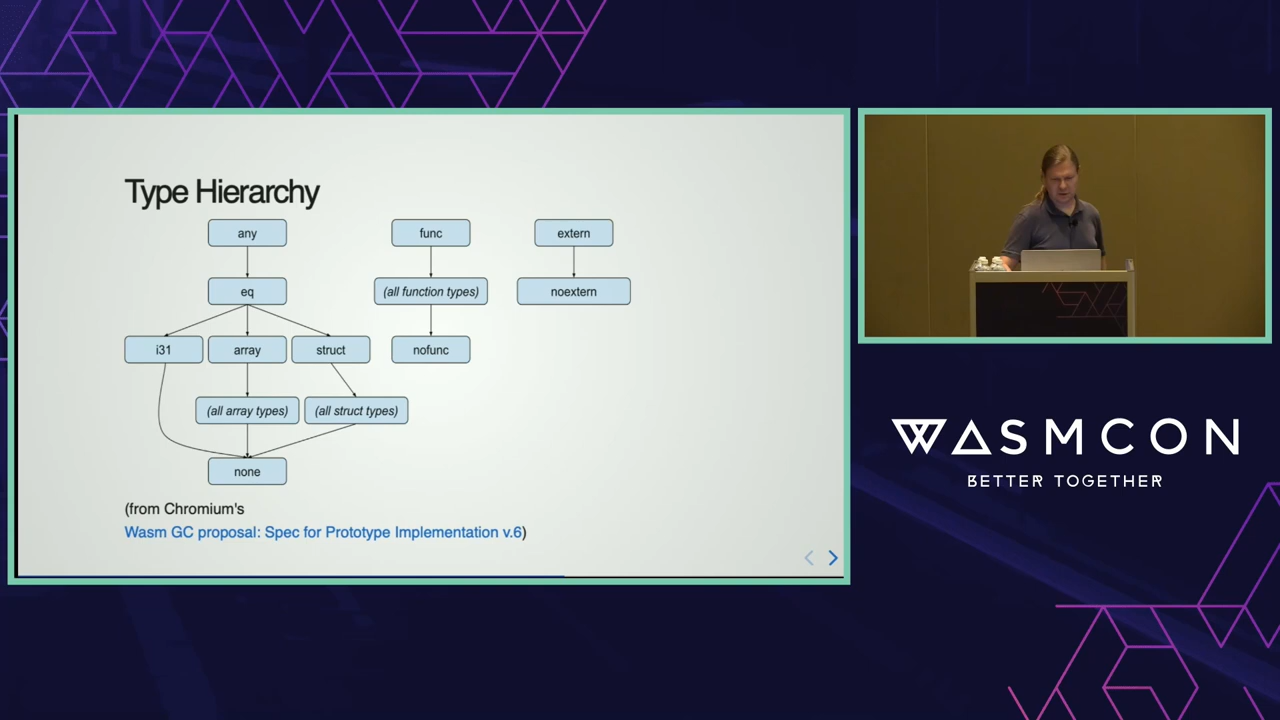 Type Hierarchy
any
func
extern
eq
(all function types)
noextern
i31
array
struct
nofunc
(all array types)
(all struct types)
none
(from Chromium's
Wasm GC proposal: Spec for Prototype Implementation v.6)
WASMCON
BETTER TOGETHER